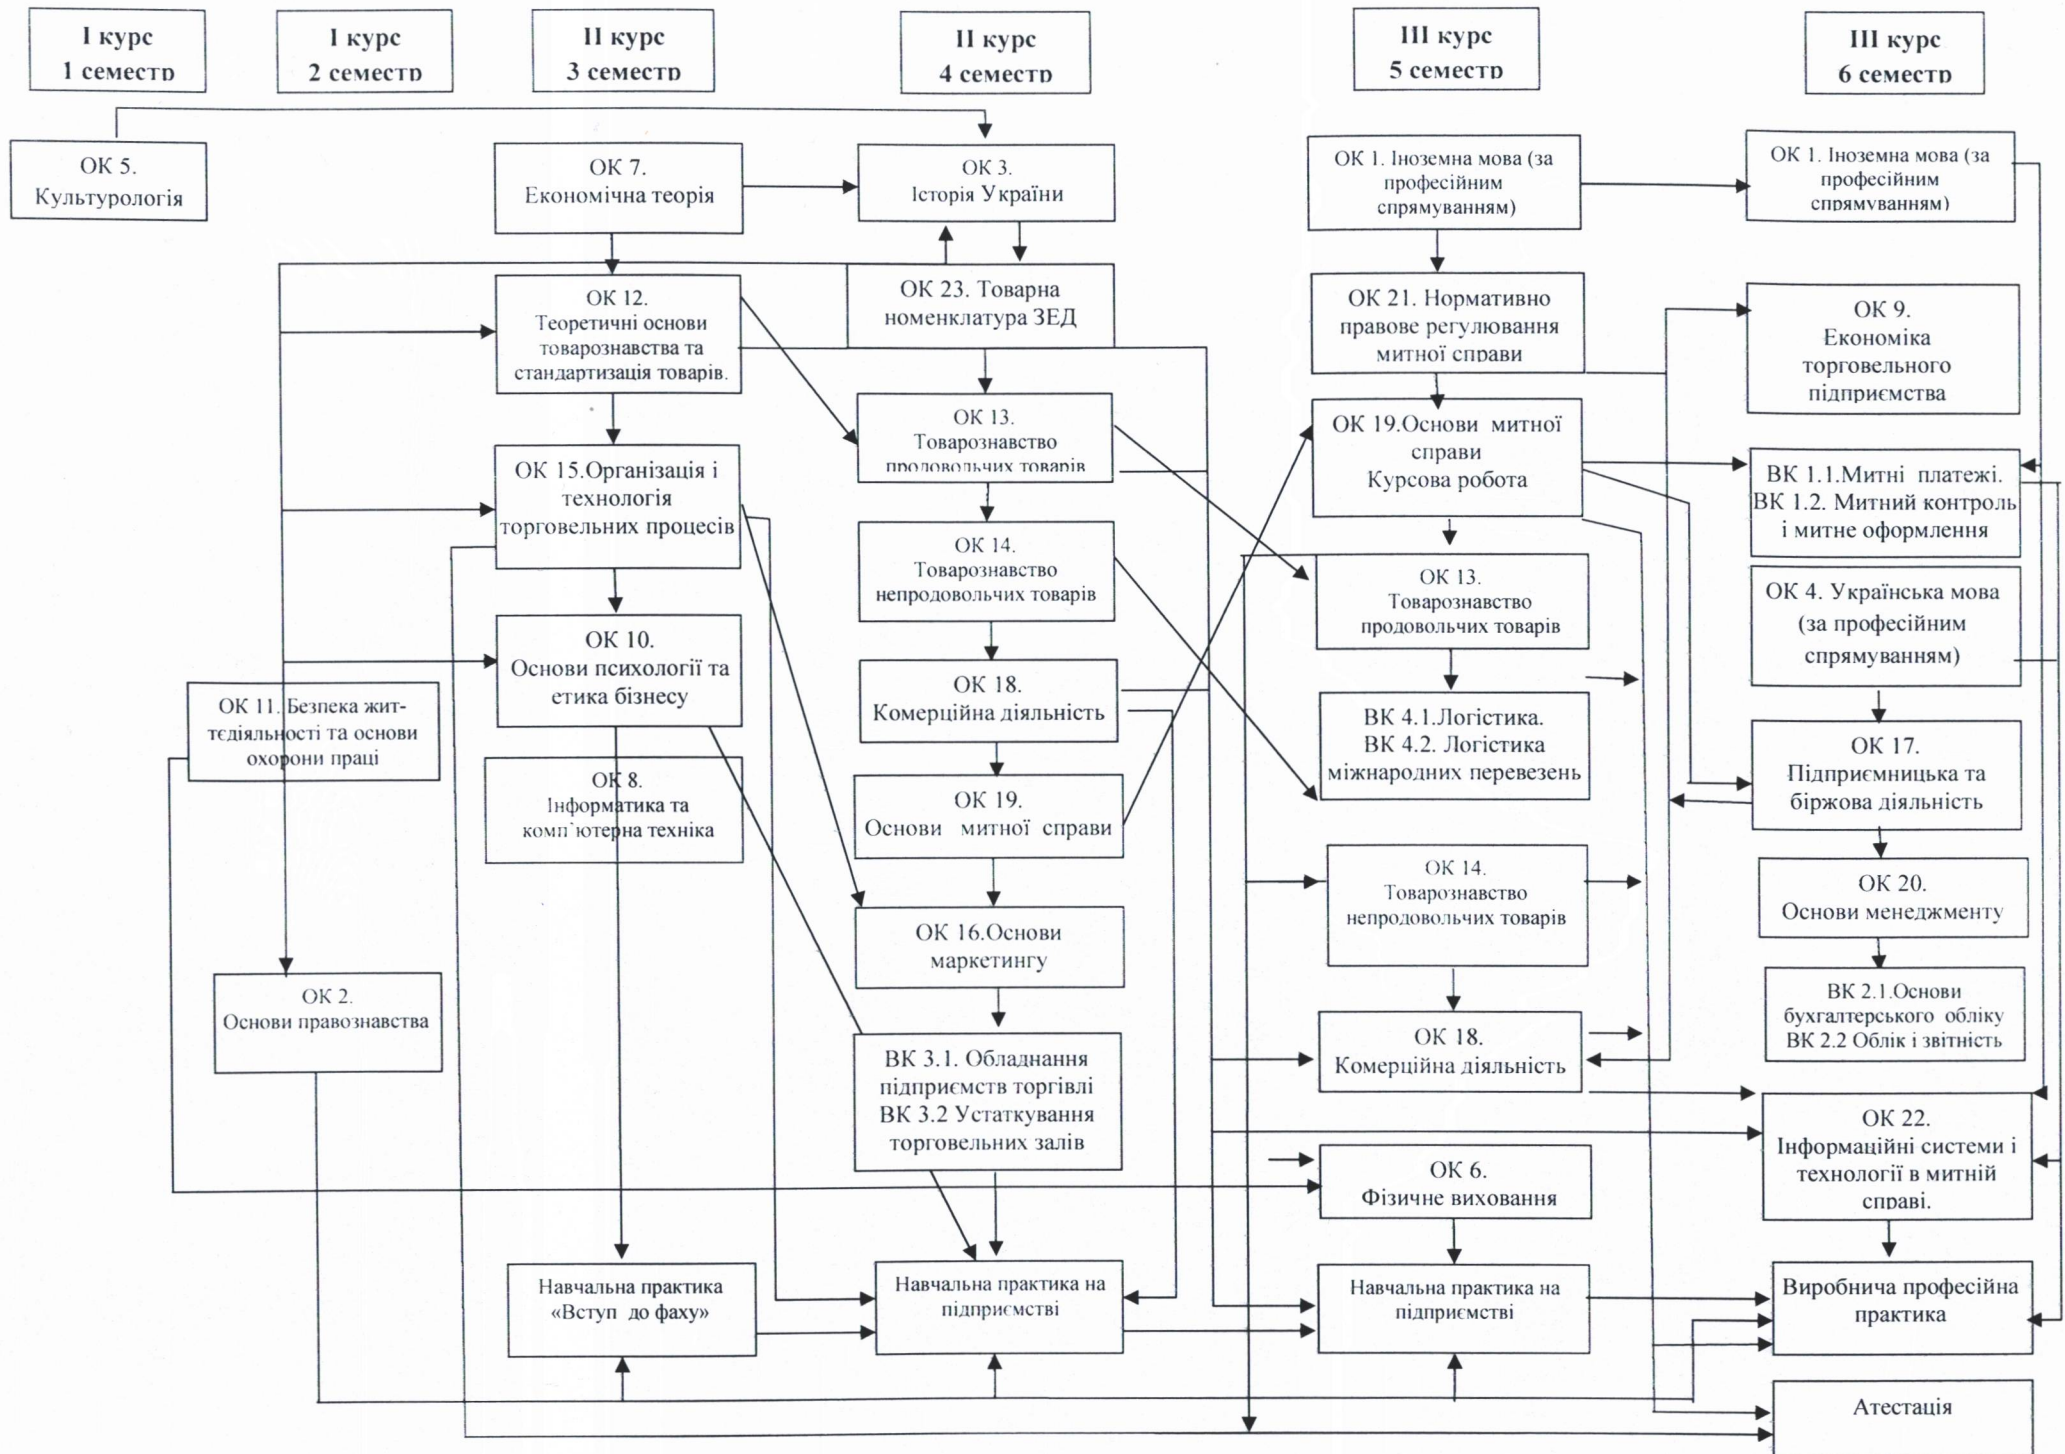 І курс
1 семестр
І курс
2 семестр
ІІ курс
3 семестр
ІІ курс
4 семестр
ІІІ курс
5 семестр
ІІІ курс
6 семестр
ОК 5.
Культурологія
ОК 11. Безпека жит-
тєдіяльності та основи
охорони праці
ОК 2.
Основи правознавства
ОК 7.
Економічна теорія
ОК 12.
Теоретичні основи
товарознавства та
стандартизація товарів.
ОК 15.Організація і
технологія
торговельних процесів
ОК 10.
Основи психології та
етика бізнесу
ОК 8.
Інформатика та
комп`ютерна техніка
Навчальна практика
«Вступ до фаху»
ОК 3.
Історія України
ОК 23. Товарна
номенклатура ЗЕД
ОК 13.
Товарознавство
продовольчих товарів
ОК 14.
Товарознавство
непродовольчих товарів
ОК 18.
Комерційна діяльність
ОК 19.
Основи митної справи
ОК 16.Основи
маркетингу
ВК 3.1. Обладнання
підприємств торгівлі
ВК 3.2 Устаткування
торговельних залів
Навчальна практика на
підприємстві
ОК 1. Іноземна мова (за
професійним
спрямуванням)
ОК 21. Нормативно
правове регулювання
митної справи
ОК 19.Основи митної
справи
Курсова робота
ОК 13.
Товарознавство
продовольчих товарів
ВК 4.1.Логістика.
ВК 4.2. Логістика
міжнародних перевезень
ОК 14.
Товарознавство
непродовольчих товарів
ОК 18.
Комерційна діяльність
ОК 6.
Фізичне виховання
Навчальна практика на
підприємстві
ОК 1. Іноземна мова (за
професійним
спрямуванням)
ОК 9.
Економіка
торговельного
підприємства
ВК 1.1.Митні платежі.
ВК 1.2. Митний контроль
і митне оформлення
ОК 4. Українська мова
(за професійним
спрямуванням)
ОК 17.
Підприємницька та
біржова діяльність
ОК 20.
Основи менеджменту
ВК 2.1.Основи
бухгалтерського обліку
ВК 2.2 Облік і звітність
ОК 22.
Інформаційні системи і
технології в митній
справі.
Виробнича професійна
практика
Атестація